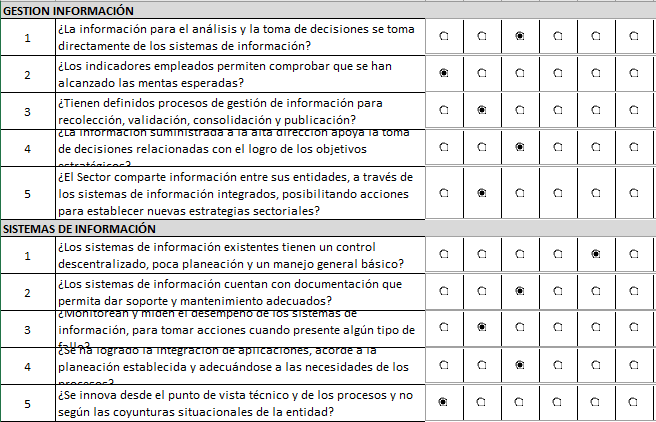 GESTION INFORMACIÓN
1
¿La información para el análisis y la toma de decisiones se toma
directamente de los sistemas de información?
2
¿Los indicadores empleados permiten comprobar que se han
alcanzado las mentas esperadas?
3
¿Tienen definidos procesos de gestión de información para
recolección, validación, consolidación y publicación?
4
¿La información suministrada a la alta dirección apoya la toma
de decisiones relacionadas con el logro de los objetivos
estratégicos?
5
¿El Sector comparte información entre sus entidades, a través de
los sistemas de información integrados, posibilitando acciones
para establecer nuevas estrategias sectoriales?
SISTEMAS DE INFORMACIÓN
1
¿Los sistemas de información existentes tienen un control
descentralizado, poca planeación y un manejo general básico?
2
¿Los sistemas de información cuentan con documentación que
permita dar soporte y mantenimiento adecuados?
3
¿Monitorean y miden el desempeño de los sistemas de
información, para tomar acciones cuando presente algún tipo de
falla?
4
¿Se ha logrado la integración de aplicaciones, acorde a la
planeación establecida y adecuándose a las necesidades de los
procesos?
5
¿Se innova desde el punto de vista técnico y de los procesos y no
según las coyunturas situacionales de la entidad?